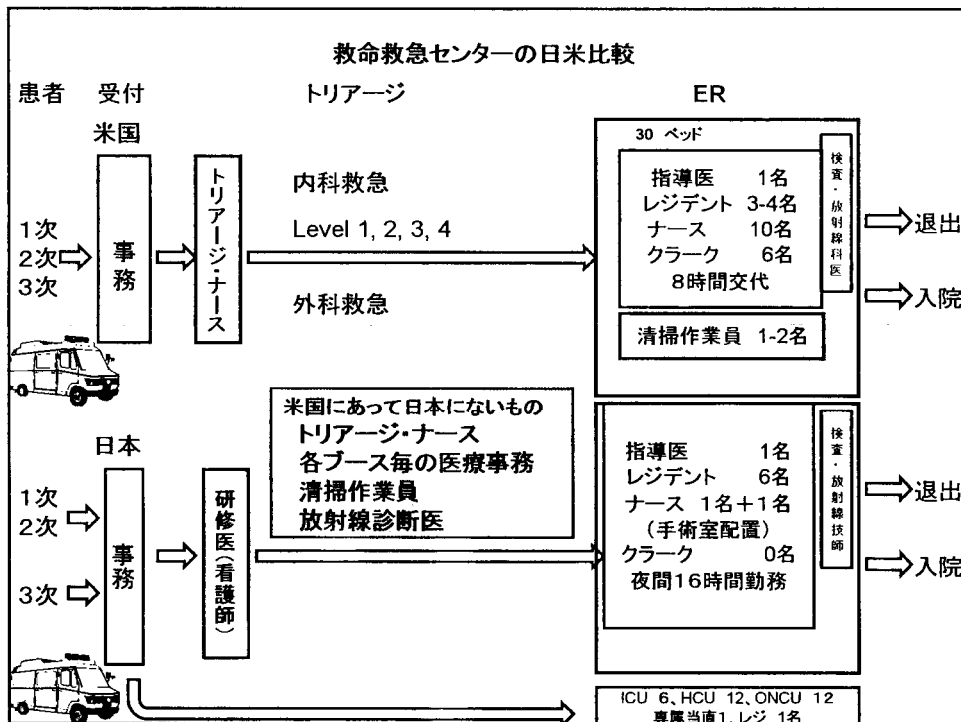 救命救急センターの日米比較
患者 受付 トリアージ ER
米国
1次
2次
3次
事務
トリアージ・ナース
内科救急
Level 1, 2, 3, 4
外科救急
30 ベッド
指導医 1名
レジデント 3-4名
ナース 10名
クラーク 6名
8時間交代
検査・放射線科医
清掃作業員 1-2名
退出
入院
米国にあって日本にないもの
トリアージ・ナース
各ブース毎の医療事務
清掃作業員
放射線診断医
日本
1次
2次
3次
事務
研修医(看護師)
指導医 1名
レジデント 6名
ナース 1名+1名
(手術室配置)
クラーク 0名
夜間16時間勤務
検査・放射線技師
退出
入院
ICU 6、HCU 12、ONCU 12
専属当直1、レジ 1名